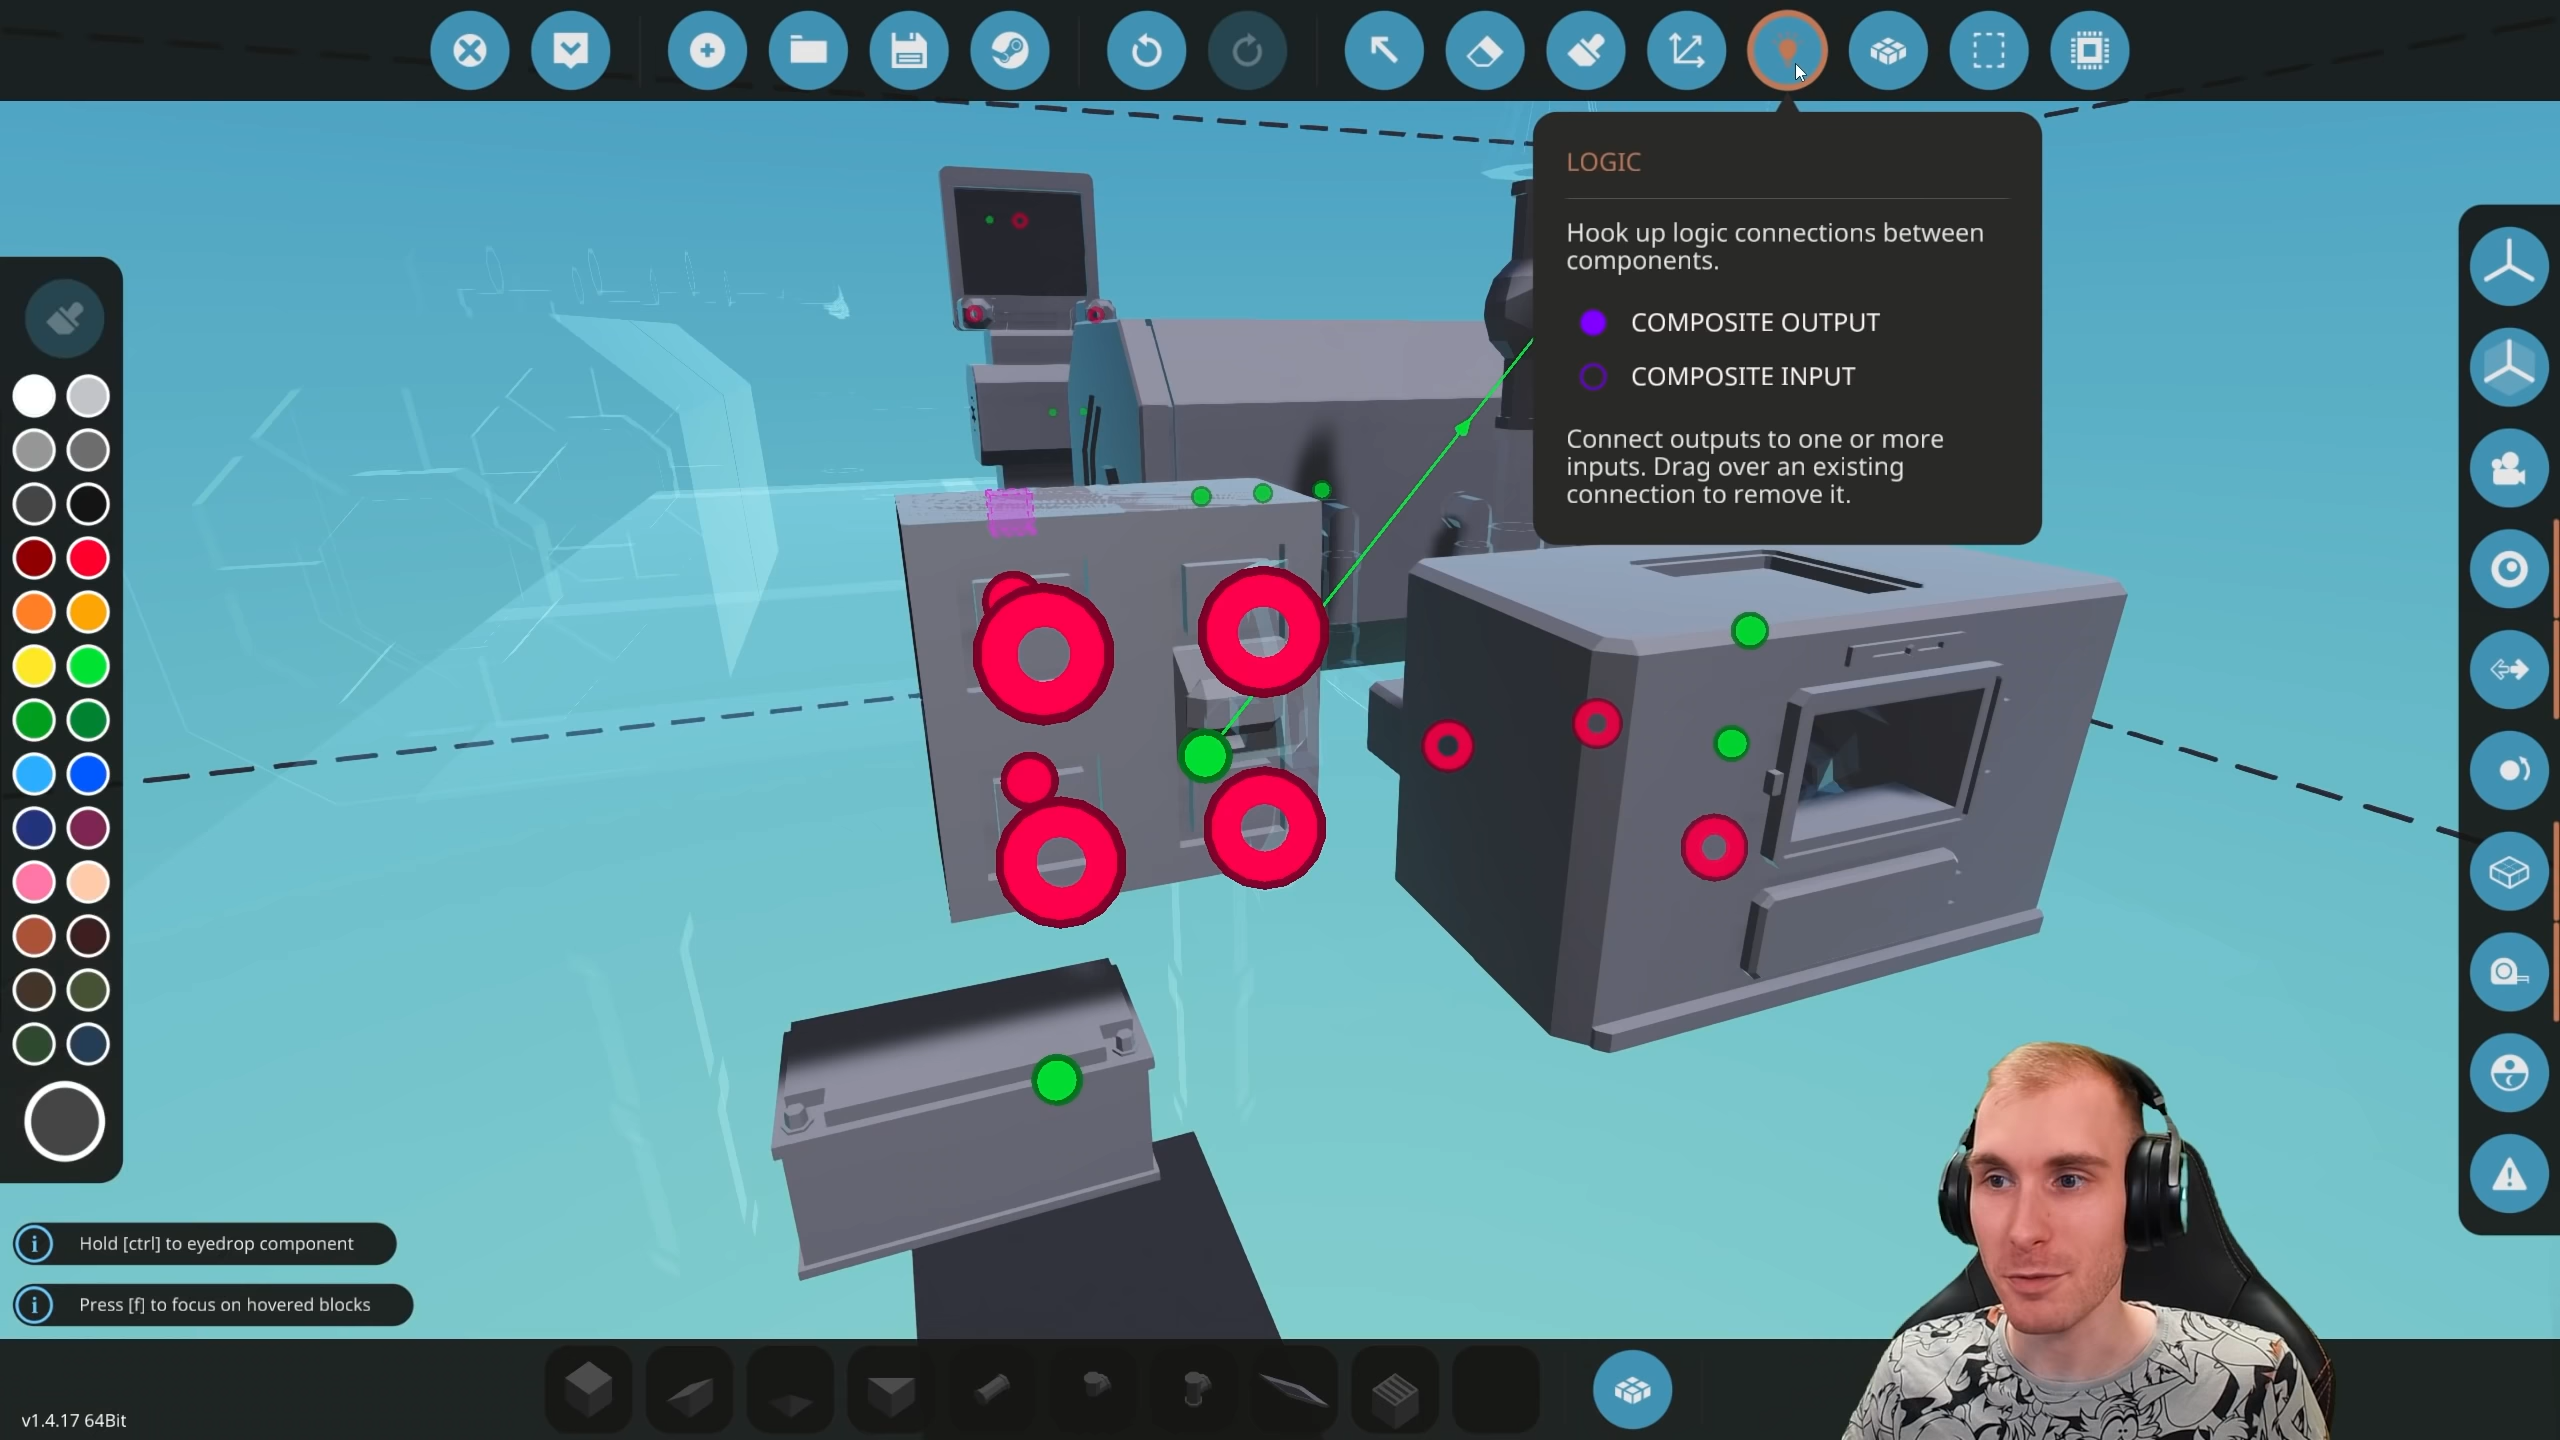 LOGIC
Hook up logic connections between
components.
COMPOSITE OUTPUT
COMPOSITE INPUT
Connect outputs to one or more
inputs. Drag over an existing
connection to remove it.
Hold [ctrl] to eyedrop component
Press [f] to focus on hovered blocks
v1.4.17 64Bit